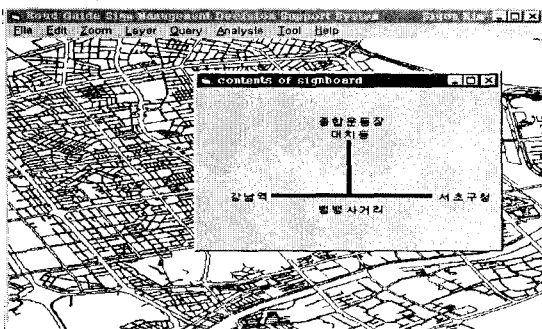 Road Guide Sign Management Decision Support System Sigon Kim
File Edit Zoom Layer Query Analysis Tool Help
contents of signboard
종합운동장
대치동
강남역 서초구청
뱅뱅사거리